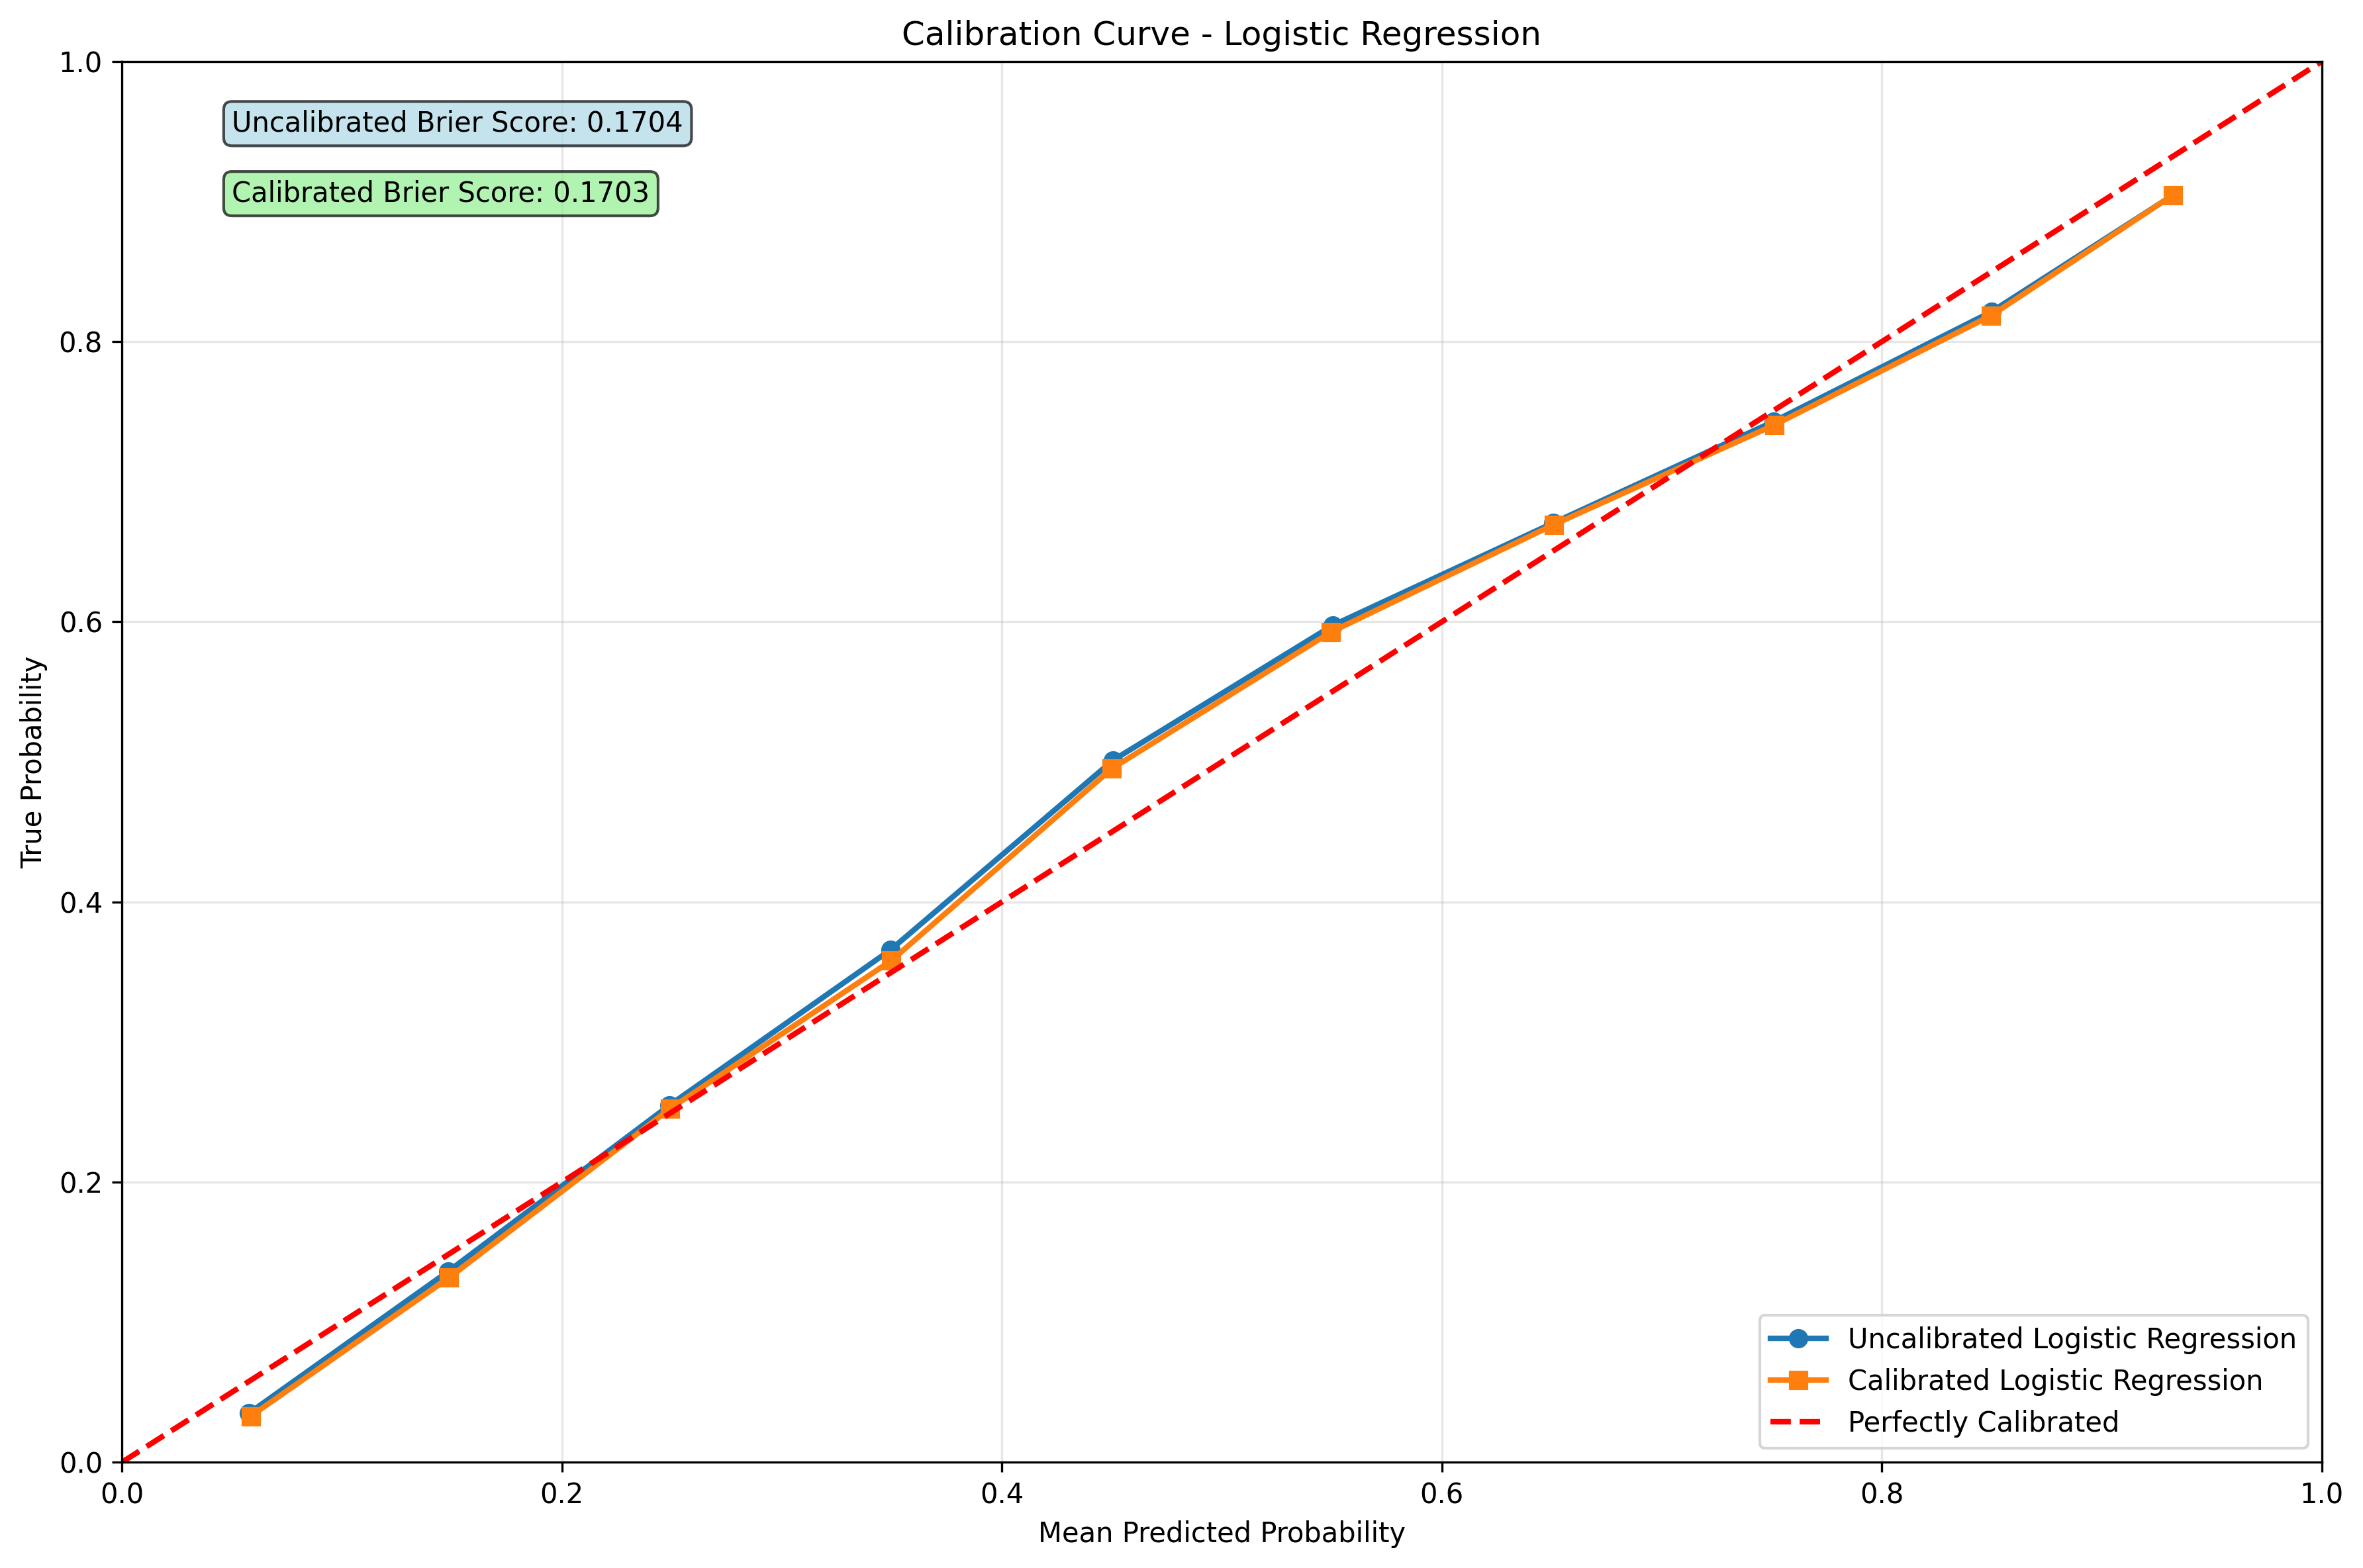 Calibration Curve - Logistic Regression
1.0
Uncalibrated Brier Score: 0.1704
Calibrated Brier Score: 0.1703
0.8
0.6
0.4
0.2
0.0
True Probability
Uncalibrated Logistic Regression
Calibrated Logistic Regression
Perfectly Calibrated
0.0 0.2 0.4 0.6 0.8 1.0
Mean Predicted Probability